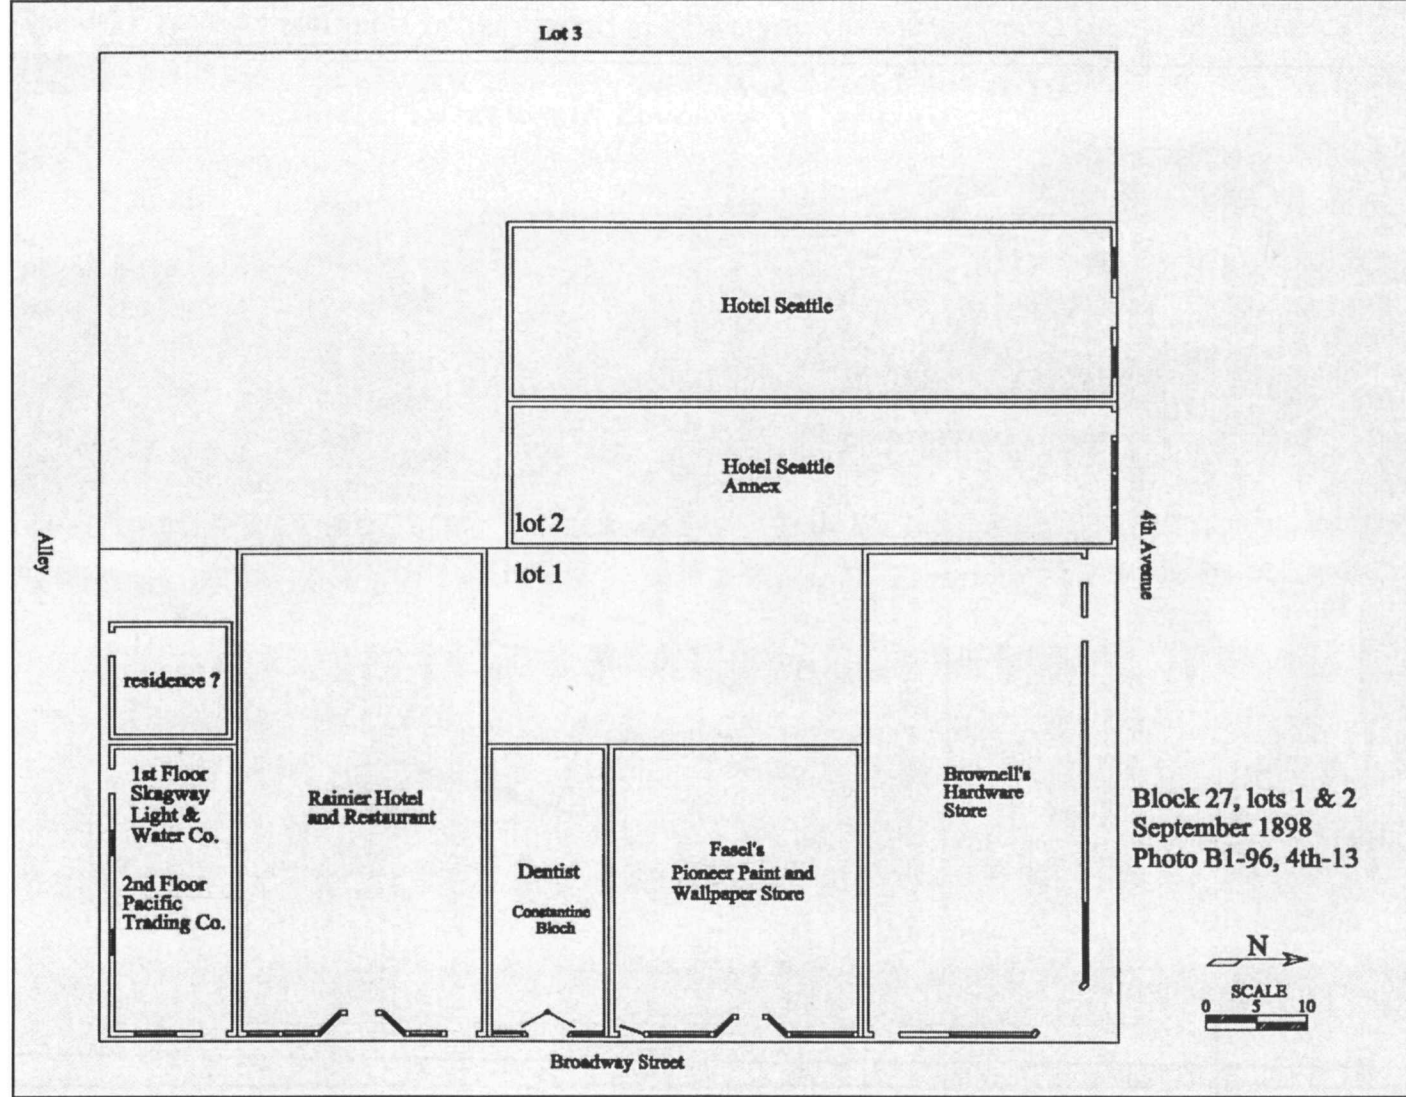 Lot 3
Hotel Seattle
Hotel Seattle
Annex
lot 2
lot 1
Alley
4th Avenue
residence ?
1st Floor
Skagway
Light &
Water Co.
2nd Floor
Pacific
Trading Co.
Rainier Hotel
and Restaurant
Dentist
Constantine
Bloch
Fasel's
Pioneer Paint and
Wallpaper Store
Brownell's
Hardware
Store
Block 27, lots 1 & 2
September 1898
Photo B1-96, 4th-13
N
SCALE
0 5 10
Broadway Street